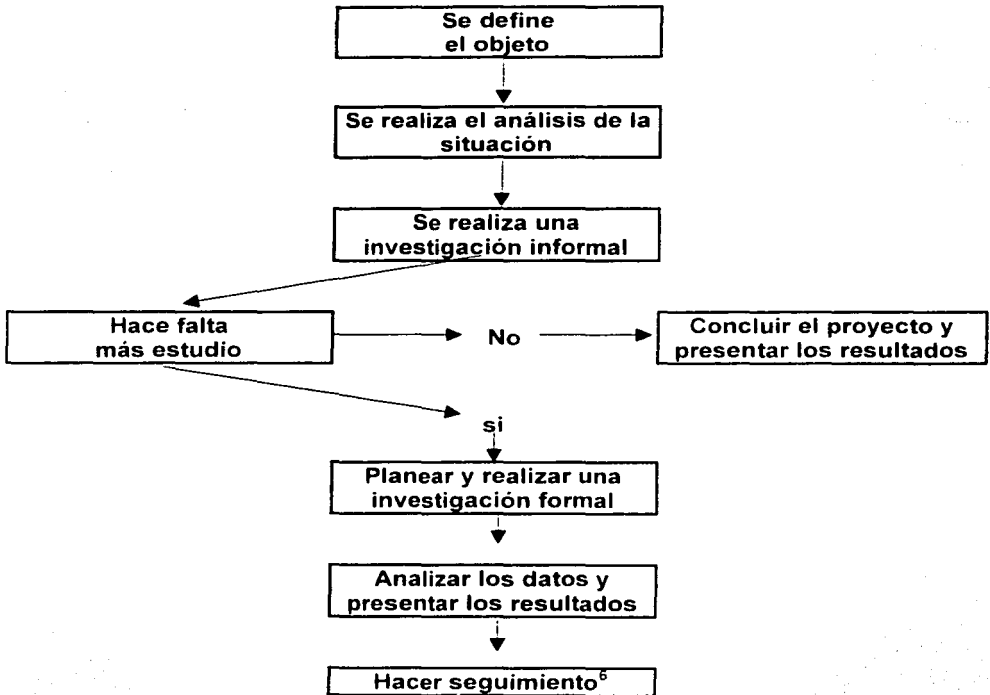 Se define
el objeto
Se realiza el análisis de la
situación
Se realiza una
investigación informal
Hace falta
más estudio
No
Concluir el proyecto y
presentar los resultados
si
Planear y realizar una
investigación formal
Analizar los datos y
presentar los resultados
Hacer seguimiento⁶